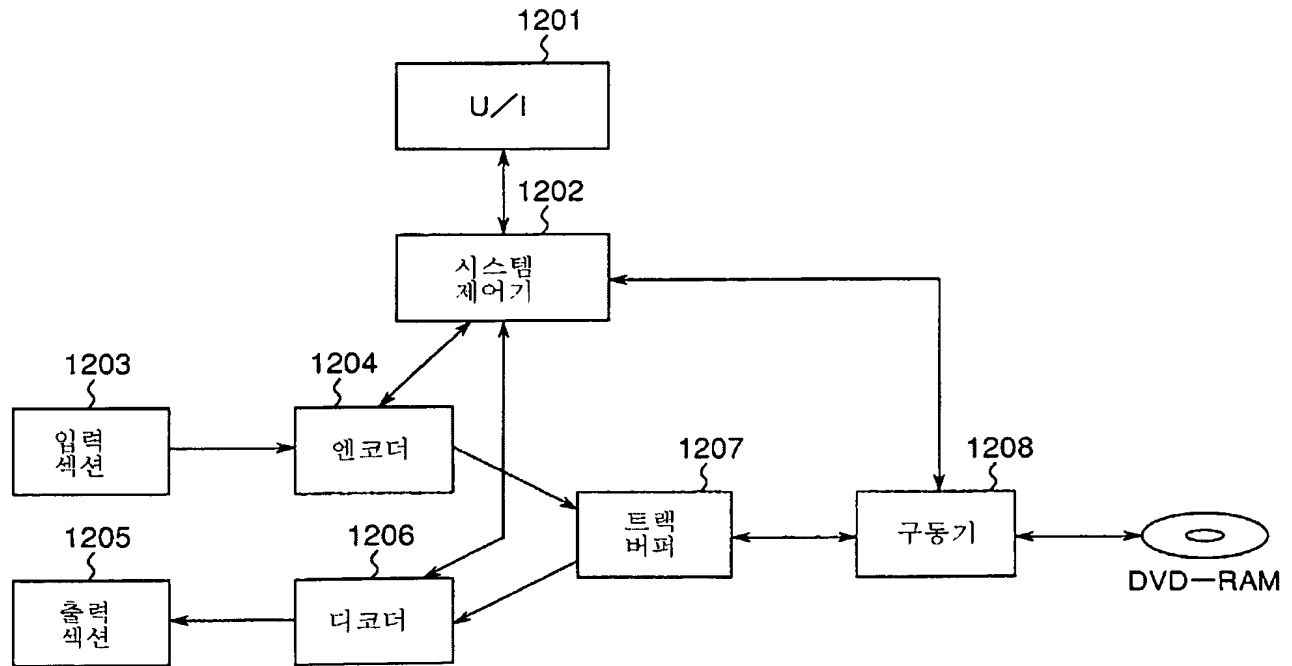 1201
U/I
1202
시스템
제어기
1203
입력
섹션
1204
엔코더
1205
출력
섹션
1206
디코더
1207
트랙
버퍼
1208
구동기
DVD-RAM